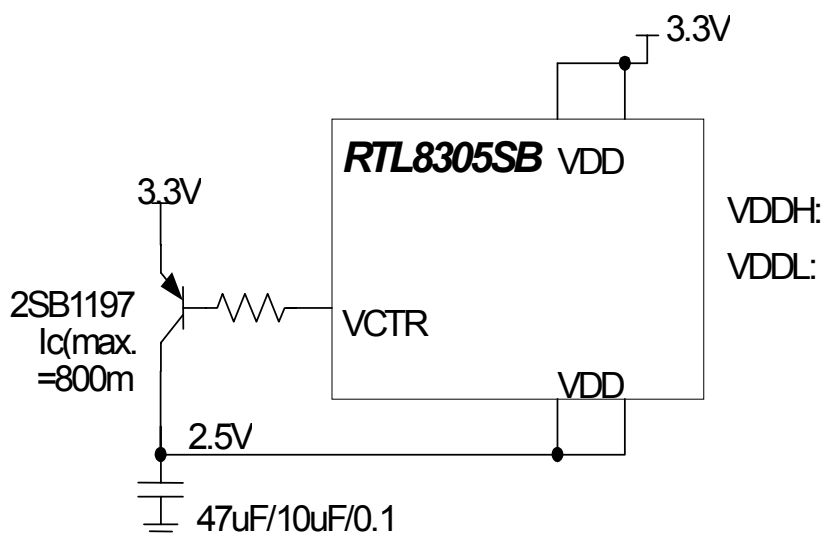 3.3V
RTL8305SB VDD
3.3V
VDDH:
VDDL:
2SB1197
Ic(max.
=800m
VCTR
VDD
2.5V
47uF/10uF/0.1